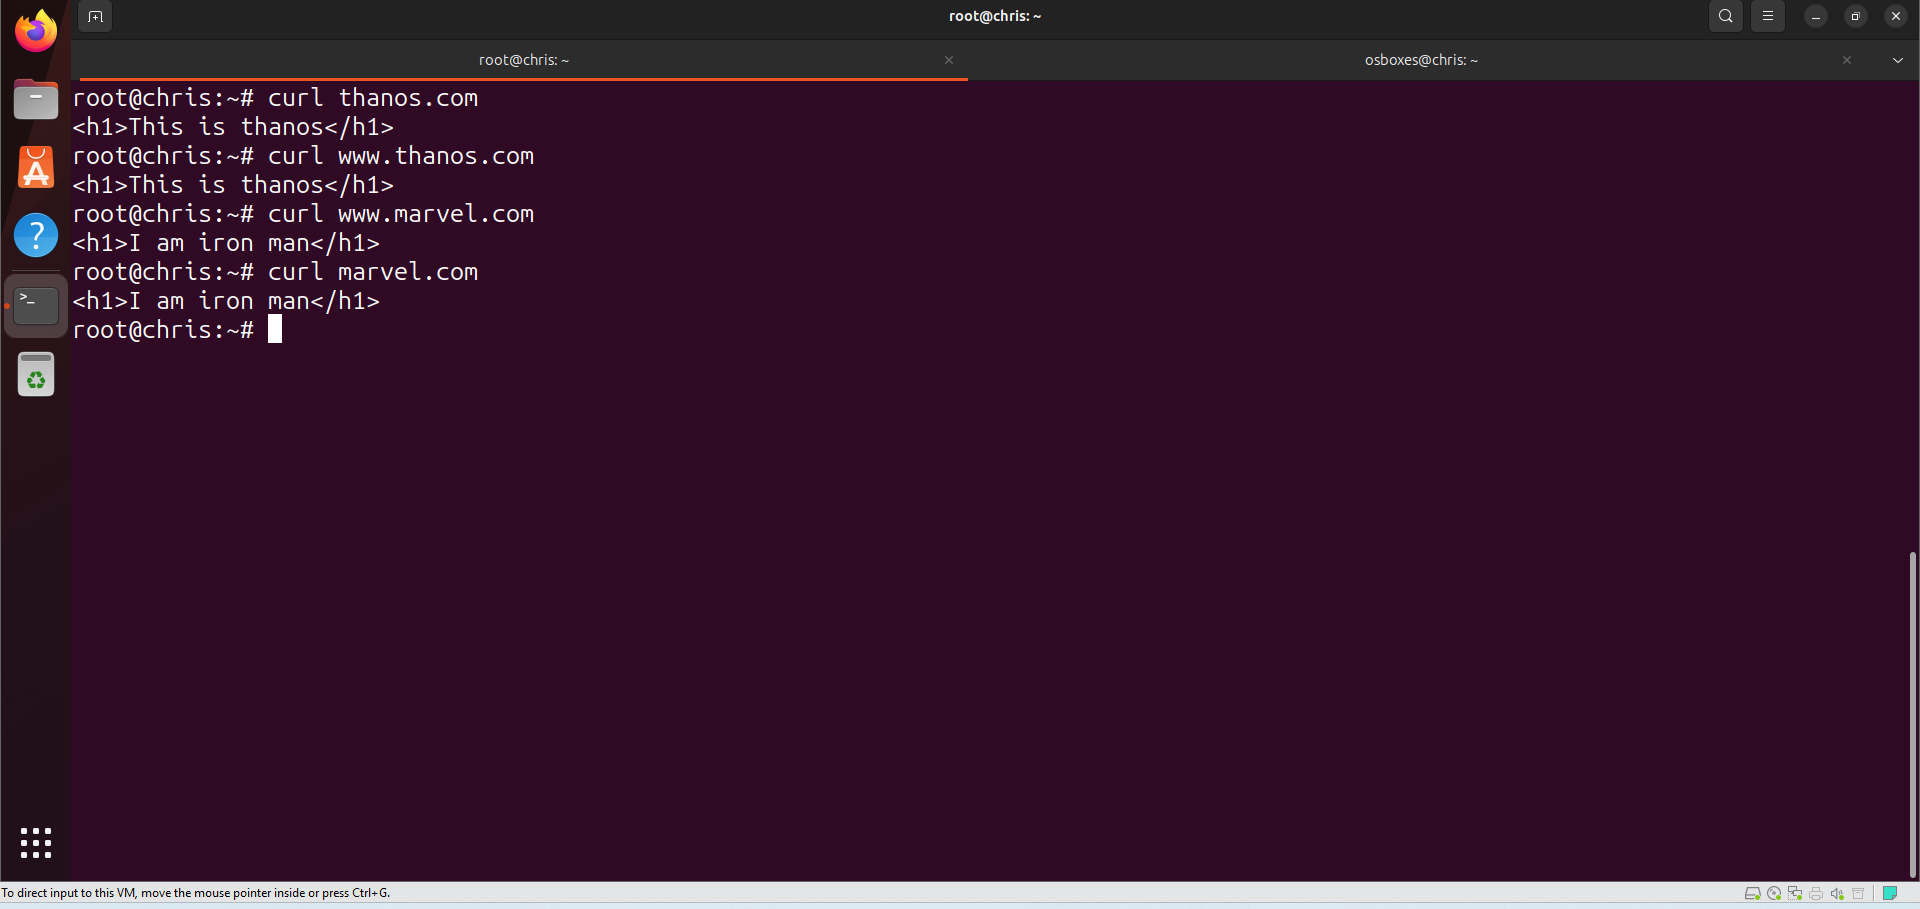 root@chris: ~
root@chris: ~
osboxes@chris: ~
root@chris:~# curl thanos.com
<h1>This is thanos</h1>
root@chris:~# curl www.thanos.com
<h1>This is thanos</h1>
root@chris:~# curl www.marvel.com
<h1>I am iron man</h1>
root@chris:~# curl marvel.com
<h1>I am iron man</h1>
root@chris:~#
To direct input to this VM, move the mouse pointer inside or press Ctrl+G.